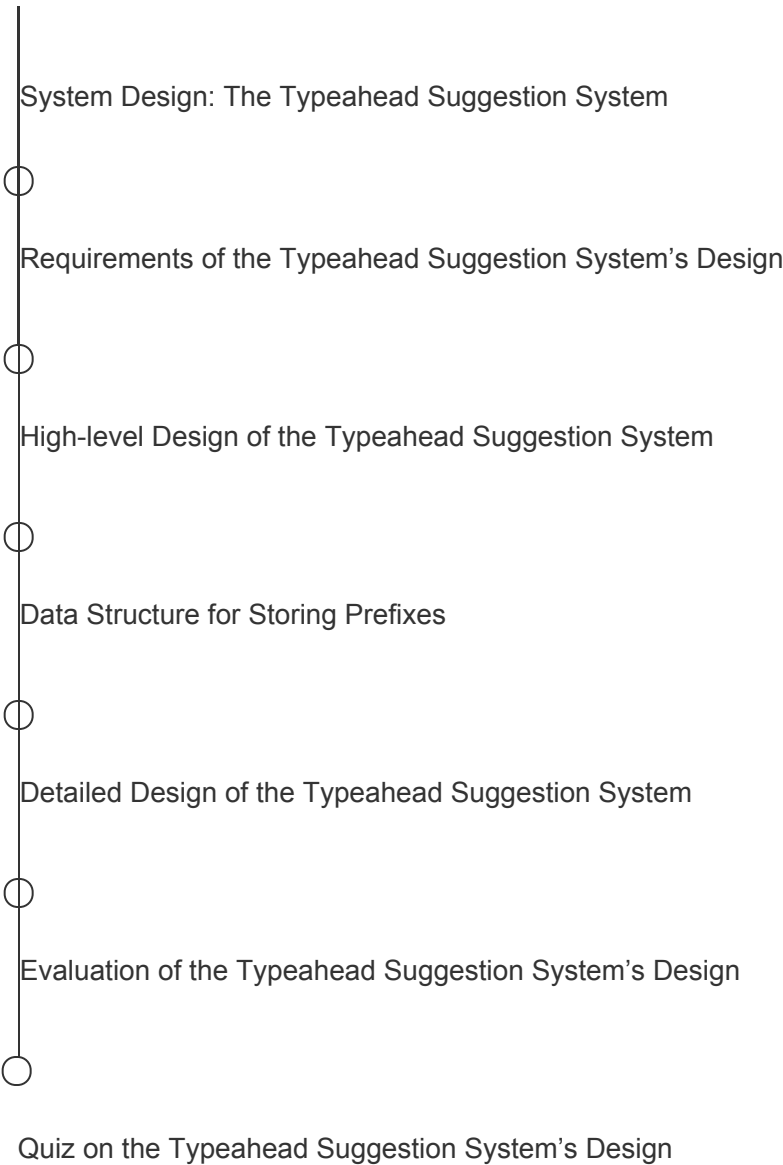 System Design: The Typeahead Suggestion System
Requirements of the Typeahead Suggestion System’s Design
High-level Design of the Typeahead Suggestion System
Data Structure for Storing Prefixes
Detailed Design of the Typeahead Suggestion System
Evaluation of the Typeahead Suggestion System’s Design
Quiz on the Typeahead Suggestion System’s Design